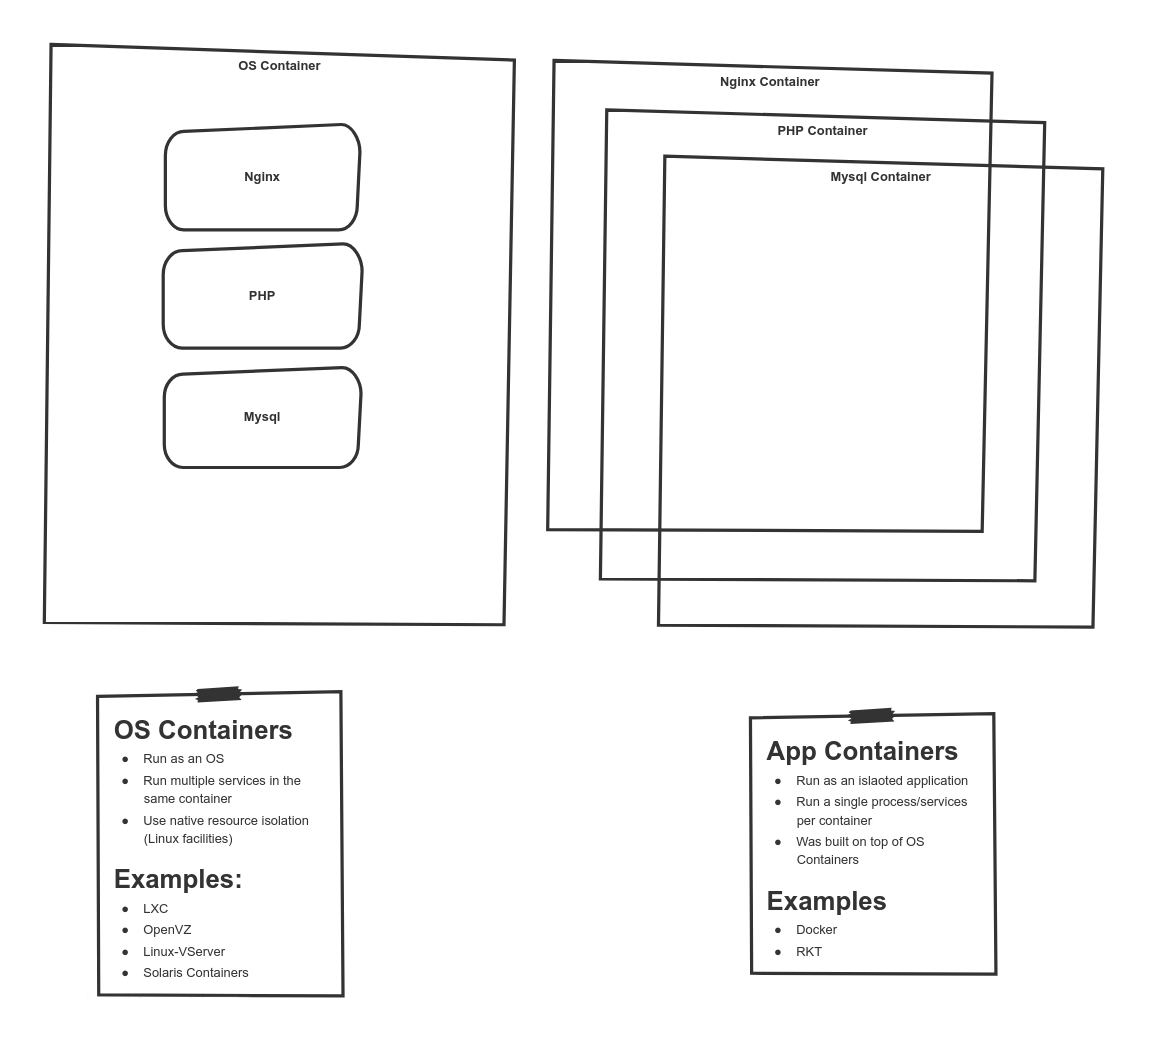 OS Container
Nginx
PHP
Mysql
Nginx Container
PHP Container
Mysql Container
OS Containers
● Run as an OS
● Run multiple services in the
same container
● Use native resource isolation
(Linux facilities)
Examples:
● LXC
● OpenVZ
● Linux-VServer
● Solaris Containers
App Containers
● Run as an islaoted application
● Run a single process/services
per container
● Was built on top of OS
Containers
Examples
● Docker
● RKT